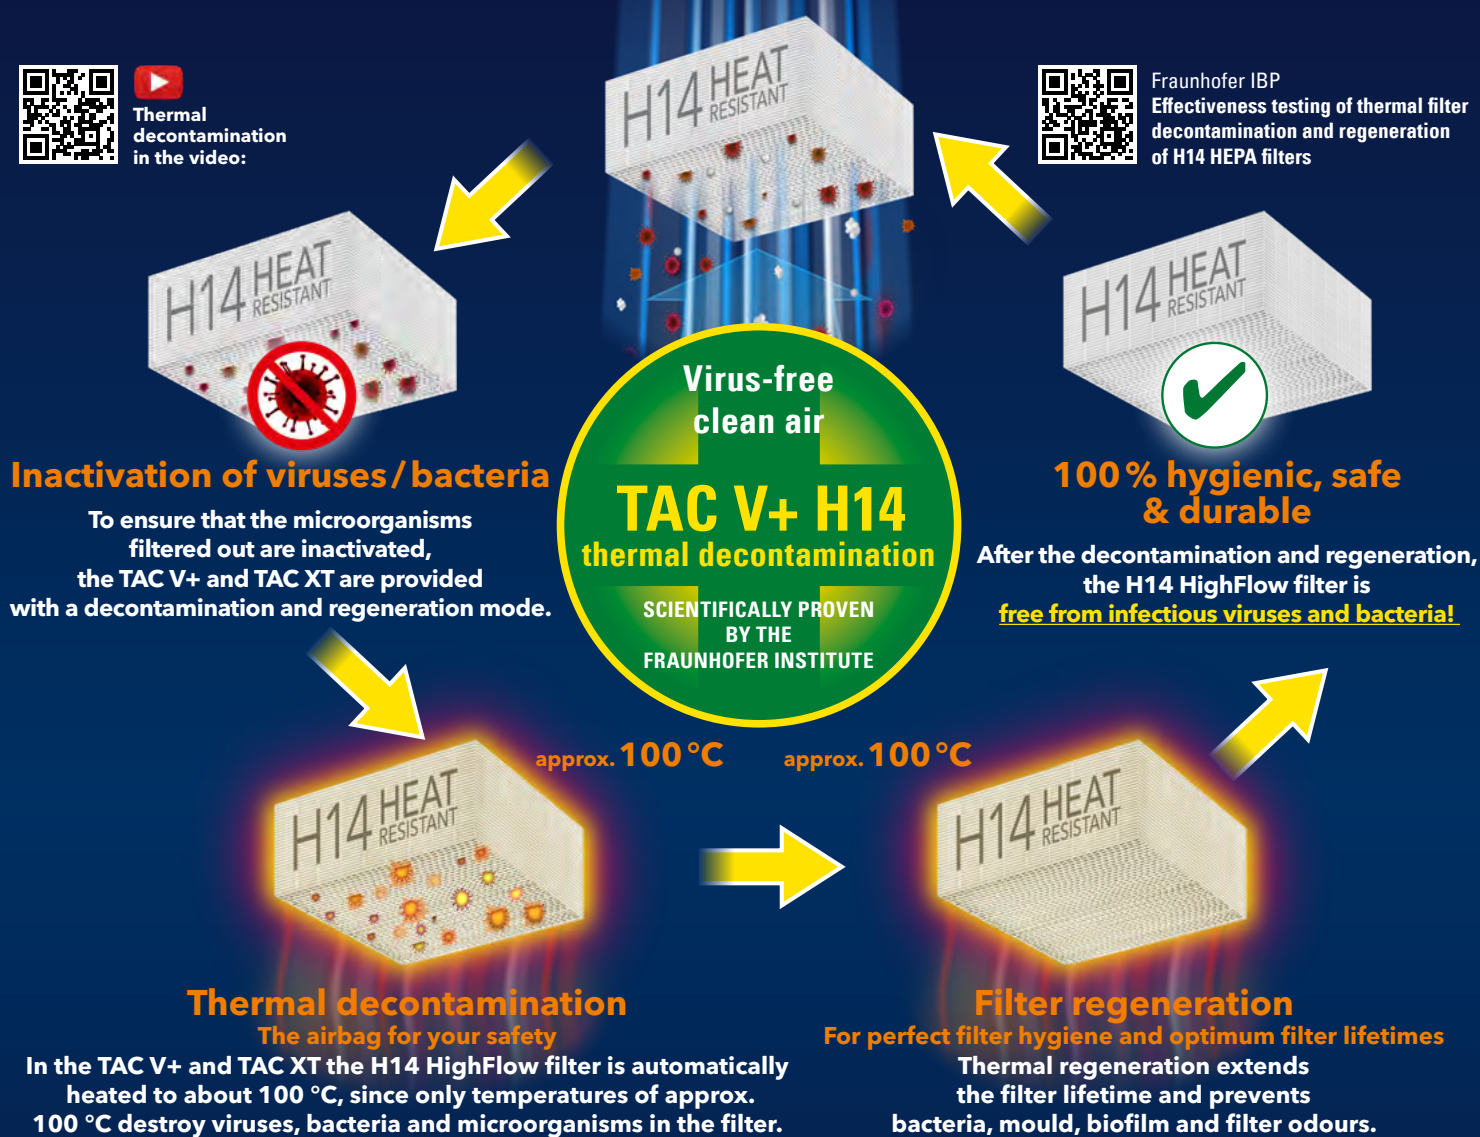 Thermal
decontamination
in the video:
H14 HEAT
RESISTANT
Fraunhofer IBP
Effectiveness testing of thermal filter
decontamination and regeneration
of H14 HEPA filters
H14 HEAT
RESISTANT
Inactivation of viruses / bacteria
To ensure that the microorganisms
filtered out are inactivated,
the TAC V+ and TAC XT are provided
with a decontamination and regeneration mode.
Virus-free
clean air
TAC V+ H14
thermal decontamination
SCIENTIFICALLY PROVEN
BY THE
FRAUNHOFER INSTITUTE
H14 HEAT
RESISTANT
100 % hygienic, safe
& durable
After the decontamination and regeneration,
the H14 HighFlow filter is
free from infectious viruses and bacteria!
approx. 100 °C
approx. 100 °C
H14 HEAT
RESISTANT
Thermal decontamination
The airbag for your safety
In the TAC V+ and TAC XT the H14 HighFlow filter is automatically
heated to about 100 °C, since only temperatures of approx.
100 °C destroy viruses, bacteria and microorganisms in the filter.
H14 HEAT
RESISTANT
Filter regeneration
For perfect filter hygiene and optimum filter lifetimes
Thermal regeneration extends
the filter lifetime and prevents
bacteria, mould, biofilm and filter odours.